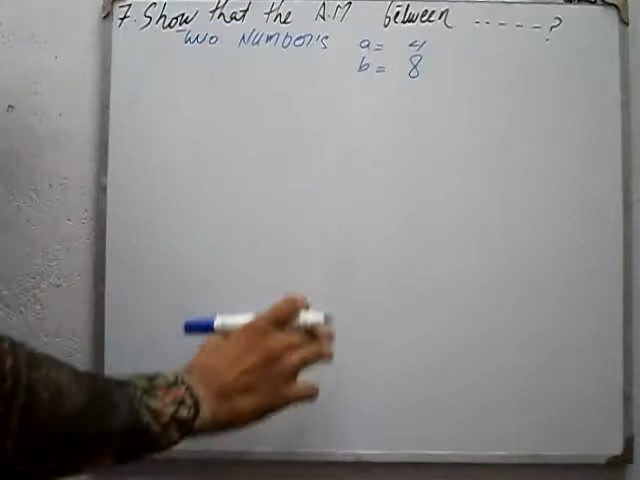 7. Show that the A.M between -----?
Two Numbers a = 4
b = 8